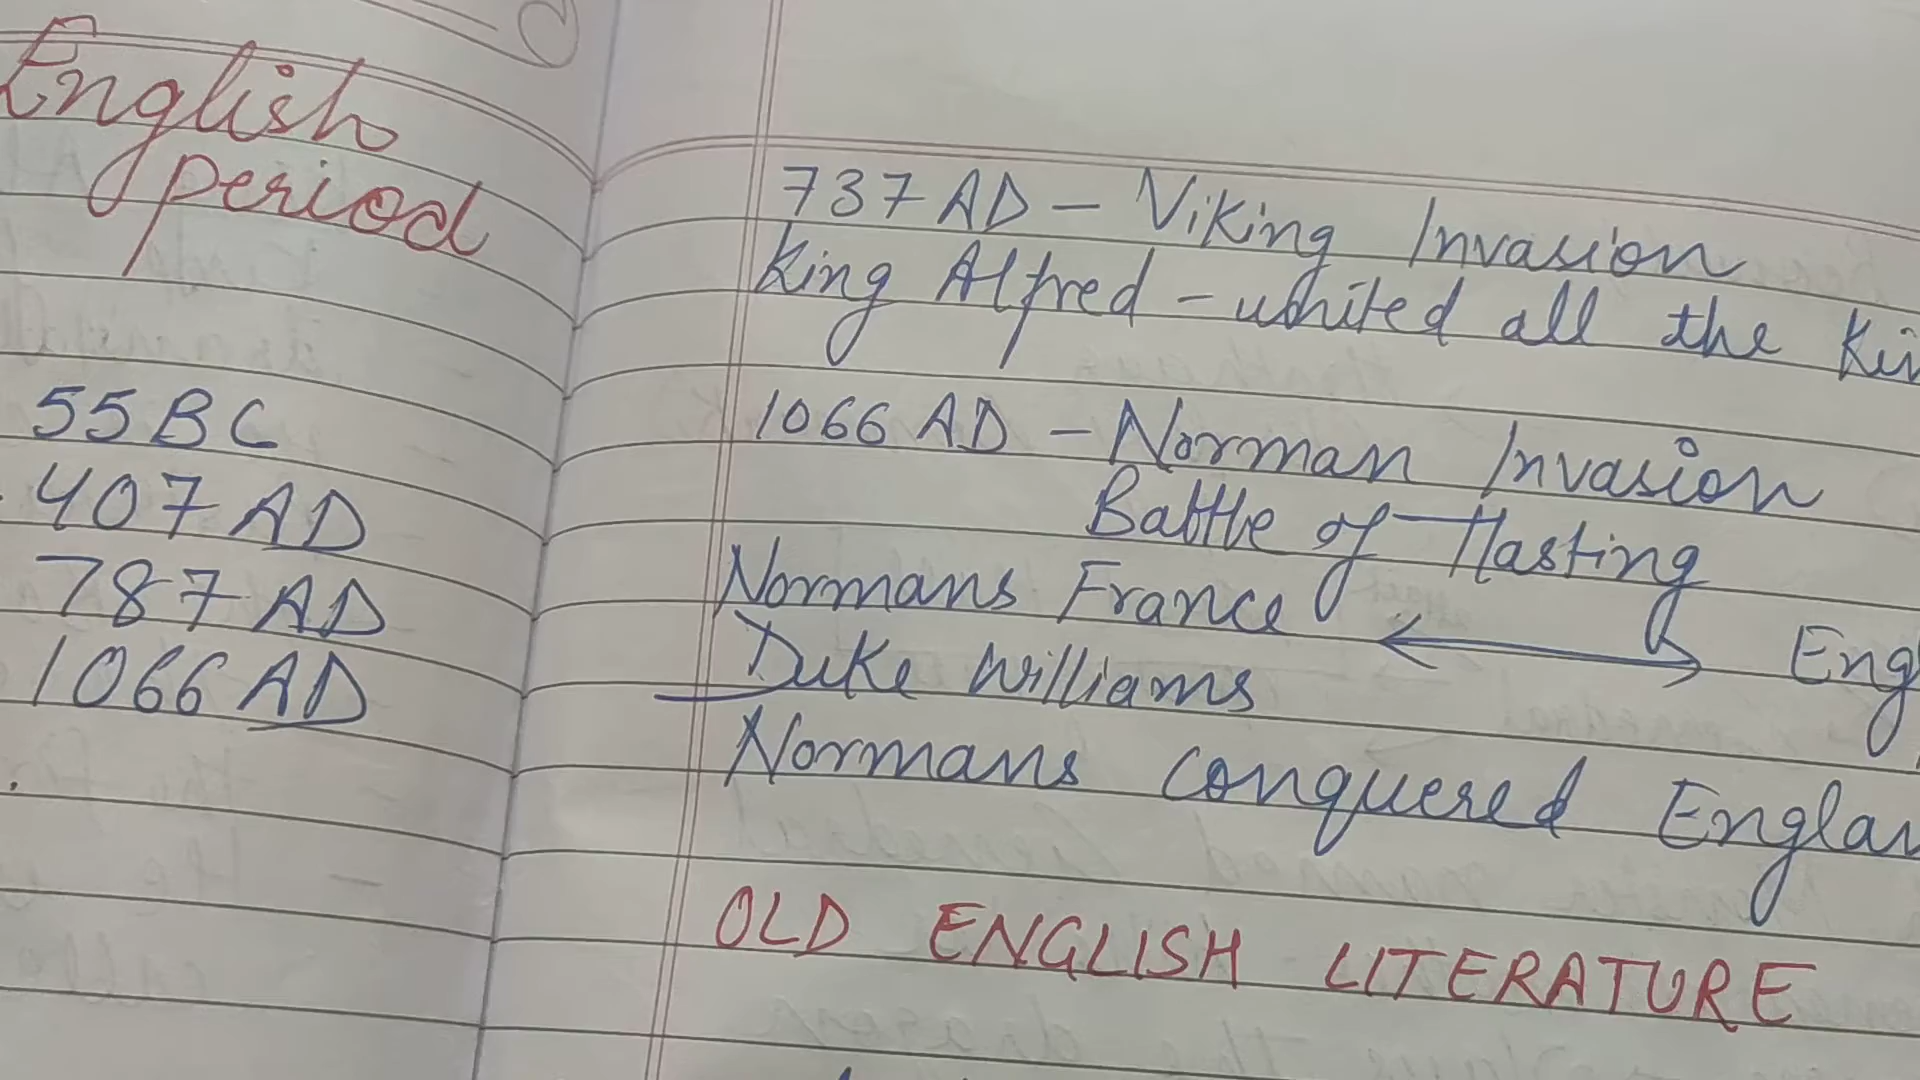 English
period
55 BC
407 AD
787 AD
1066 AD
737 AD - Viking Invasion
King Alfred - united all the
1066 AD - Norman Invasion
Battle of Hasting
Normans France ⟷
Duke Williams
Normans conquered
OLD ENGLISH LITERATURE